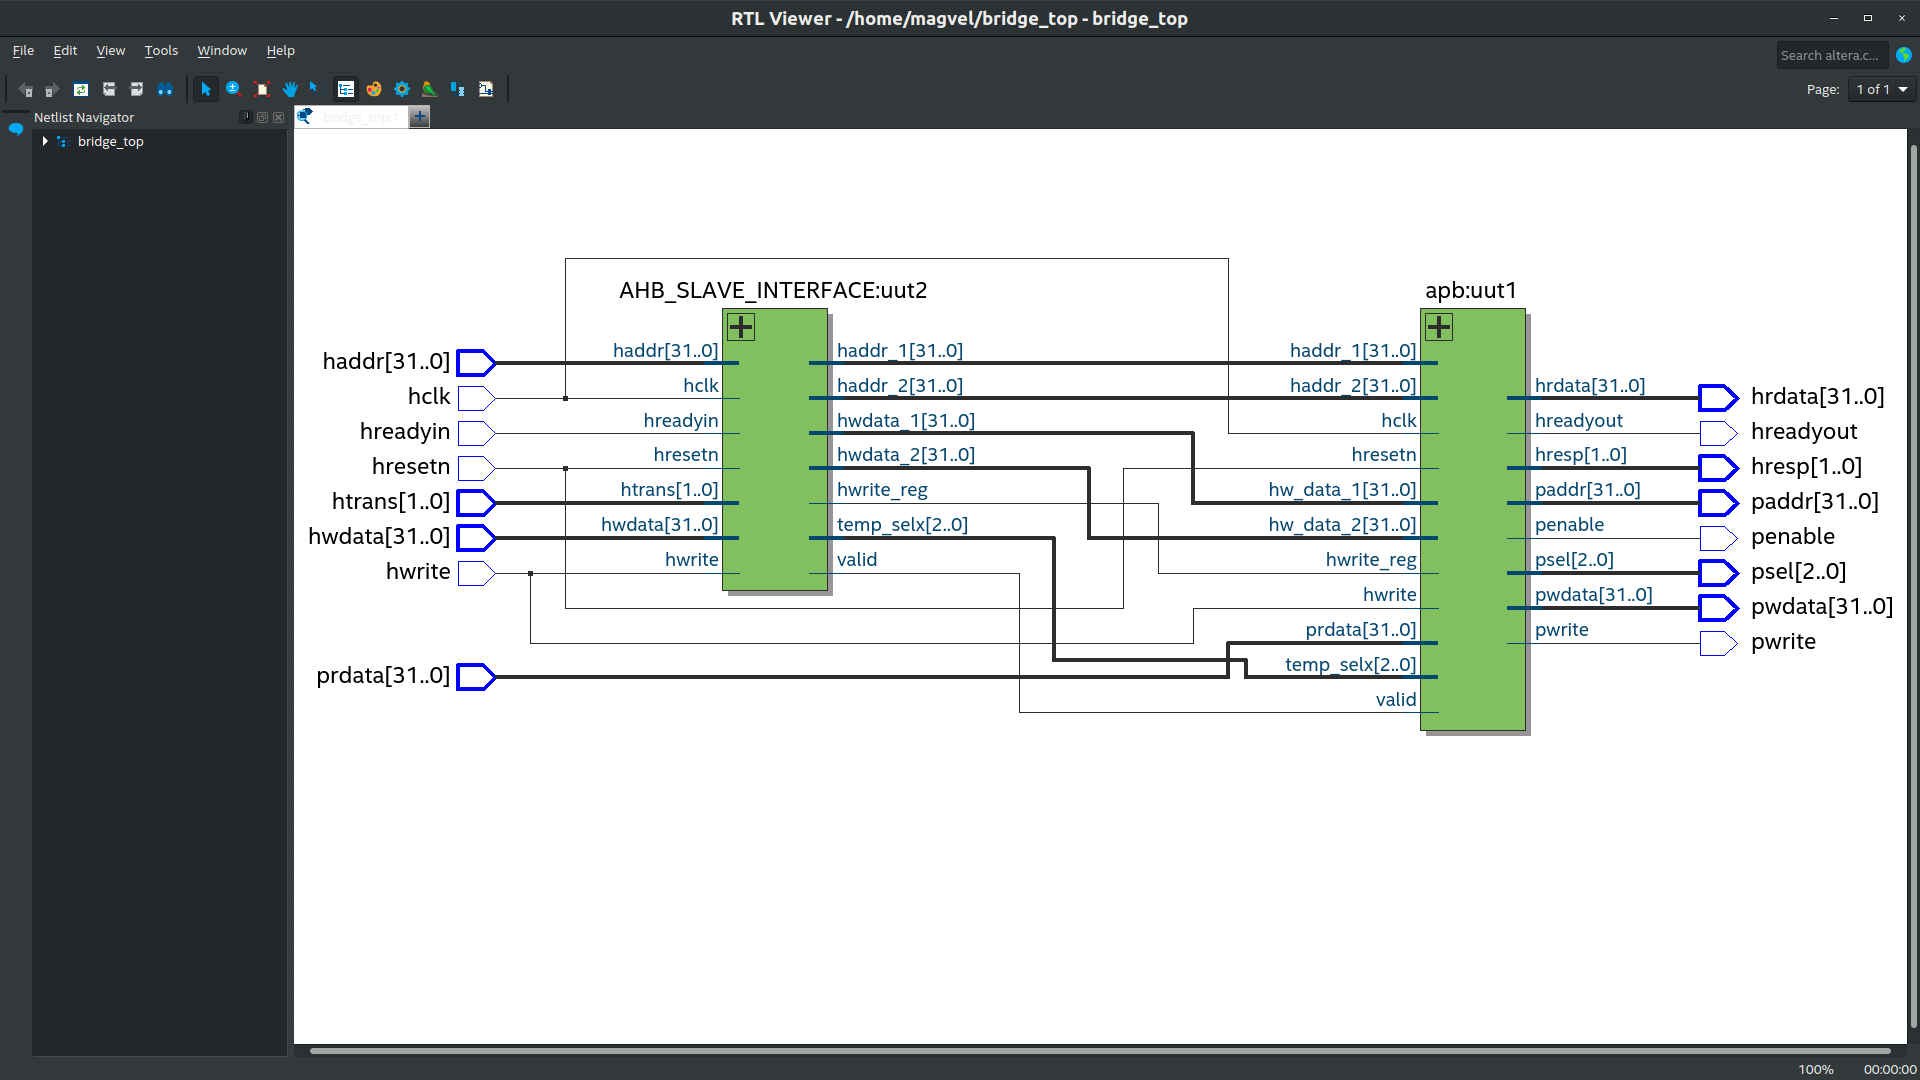 RTL Viewer - /home/magvel/bridge_top - bridge_top
File Edit View Tools Window Help
Search altera.c...
Page: 1 of 1
Netlist Navigator
bridge_top
bridge_top:1
AHB_SLAVE_INTERFACE:uut2
apb:uut1
haddr[31..0]
hclk
hreadyin
hresetn
htrans[1..0]
hwdata[31..0]
hwrite
prdata[31..0]
haddr[31..0]
hclk
hreadyin
hresetn
htrans[1..0]
hwdata[31..0]
hwrite
haddr_1[31..0]
haddr_2[31..0]
hwdata_1[31..0]
hwdata_2[31..0]
hwrite_reg
temp_selx[2..0]
valid
haddr_1[31..0]
haddr_2[31..0]
hclk
hresetn
hw_data_1[31..0]
hw_data_2[31..0]
hwrite_reg
hwrite
prdata[31..0]
temp_selx[2..0]
valid
hrdata[31..0]
hreadyout
hresp[1..0]
paddr[31..0]
penable
psel[2..0]
pwdata[31..0]
pwrite
hrdata[31..0]
hreadyout
hresp[1..0]
paddr[31..0]
penable
psel[2..0]
pwdata[31..0]
pwrite
100% 00:00:00